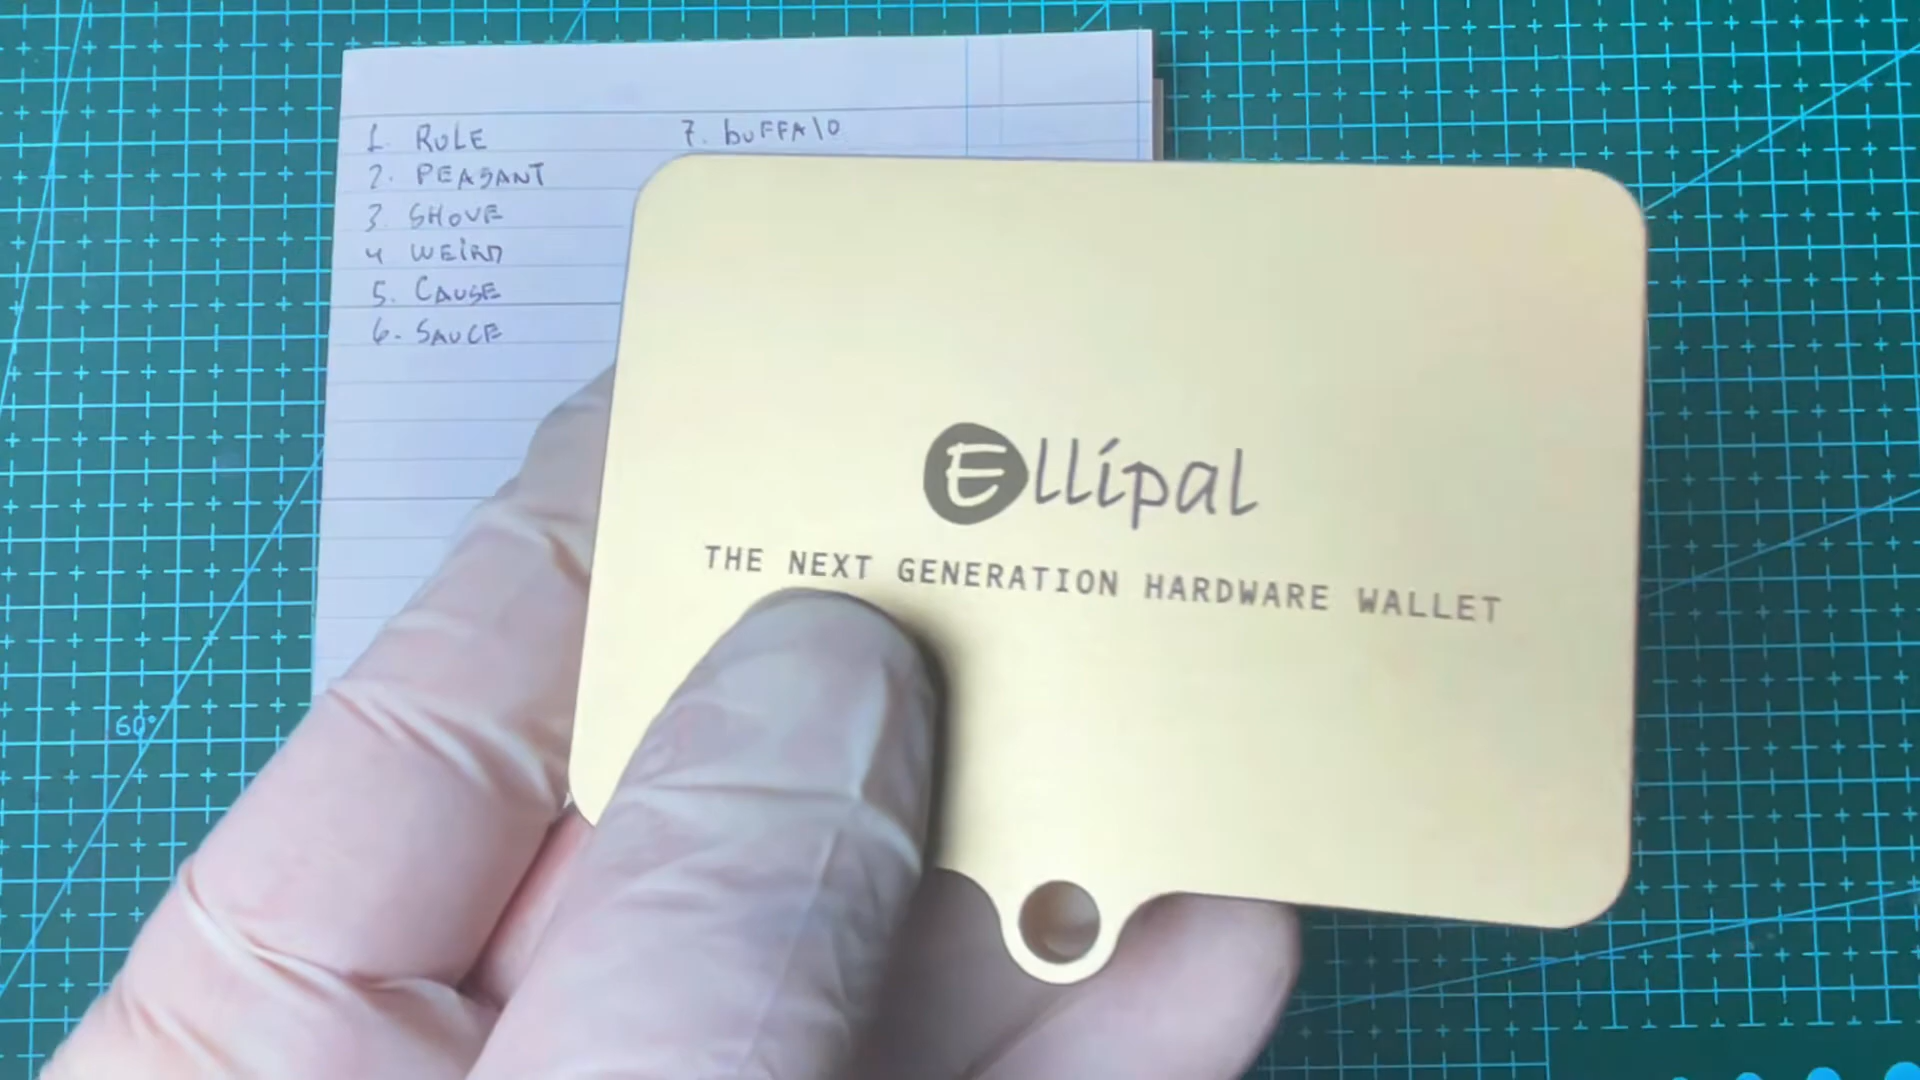 1. RULE
2. PEASANT
3. SHOVE
4 WEIRD
5. CAUSE
6. SAUCE
7. buFFAlO
Ellipal
THE NEXT GENERATION HARDWARE WALLET
60°